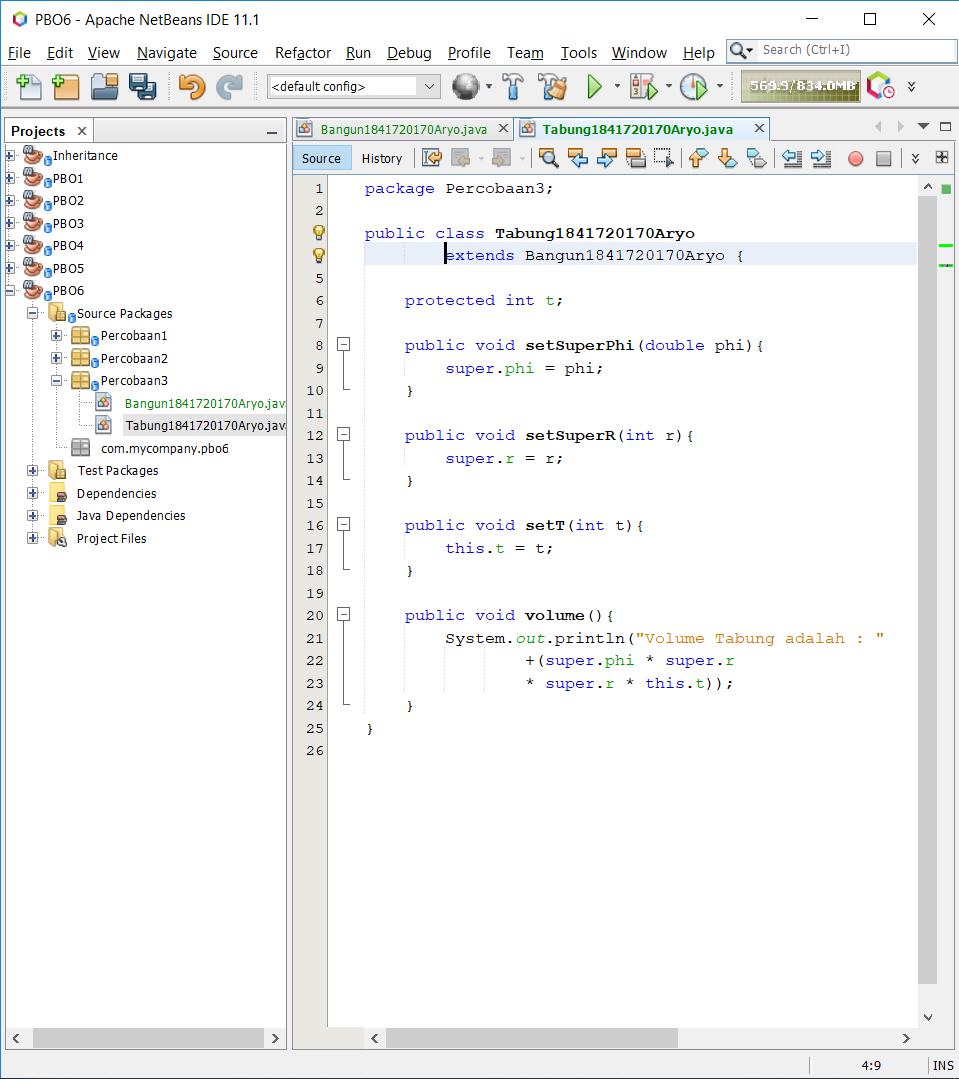 PBO6 - Apache NetBeans IDE 11.1
File Edit View Navigate Source Refactor Run Debug Profile Team Tools Window Help Search (Ctrl+I)
<default config> 569.9/834.0MB
Projects
Inheritance
PBO1
PBO2
PBO3
PBO4
PBO5
PBO6
Source Packages
Percobaan1
Percobaan2
Percobaan3
Bangun1841720170Aryo.jav
Tabung1841720170Aryo.jav
com.mycompany.pbo6
Test Packages
Dependencies
Java Dependencies
Project Files
Bangun1841720170Aryo.java Tabung1841720170Aryo.java
Source History
1 package Percobaan3;
2
public class Tabung1841720170Aryo
extends Bangun1841720170Aryo {
5
6 protected int t;
7
8 public void setSuperPhi(double phi){
9 super.phi = phi;
10 }
11
12 public void setSuperR(int r){
13 super.r = r;
14 }
15
16 public void setT(int t){
17 this.t = t;
18 }
19
20 public void volume(){
21 System.out.println("Volume Tabung adalah : "
22 +(super.phi * super.r
23 * super.r * this.t));
24 }
25 }
26
4:9 INS